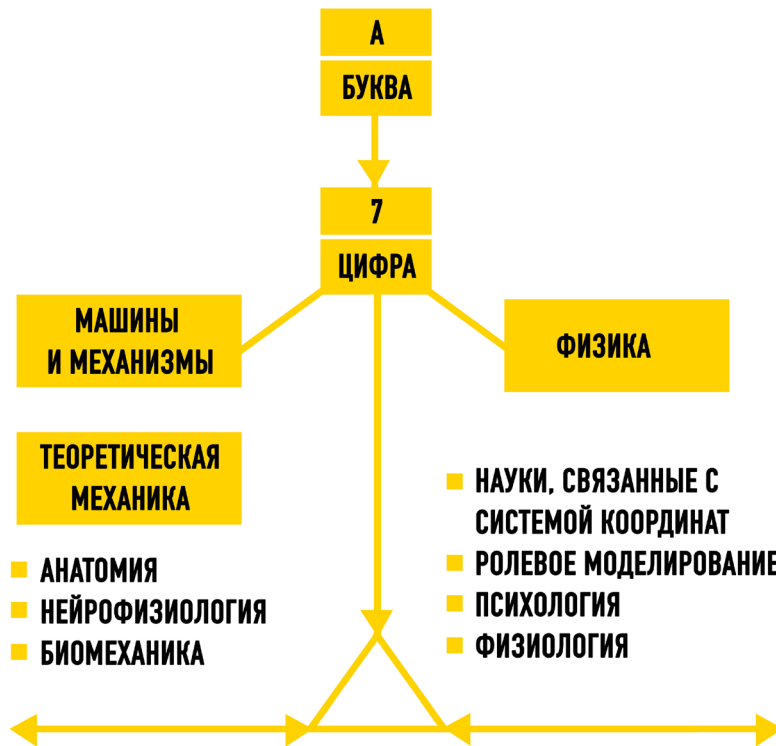 А
БУКВА
7
ЦИФРА
МАШИНЫ
И МЕХАНИЗМЫ
ФИЗИКА
ТЕОРЕТИЧЕСКАЯ
МЕХАНИКА
АНАТОМИЯ
НЕЙРОФИЗИОЛОГИЯ
БИОМЕХАНИКА
НАУКИ, СВЯЗАННЫЕ С
СИСТЕМОЙ КООРДИНАТ
РОЛЕВОЕ МОДЕЛИРОВАНИЕ
ПСИХОЛОГИЯ
ФИЗИОЛОГИЯ